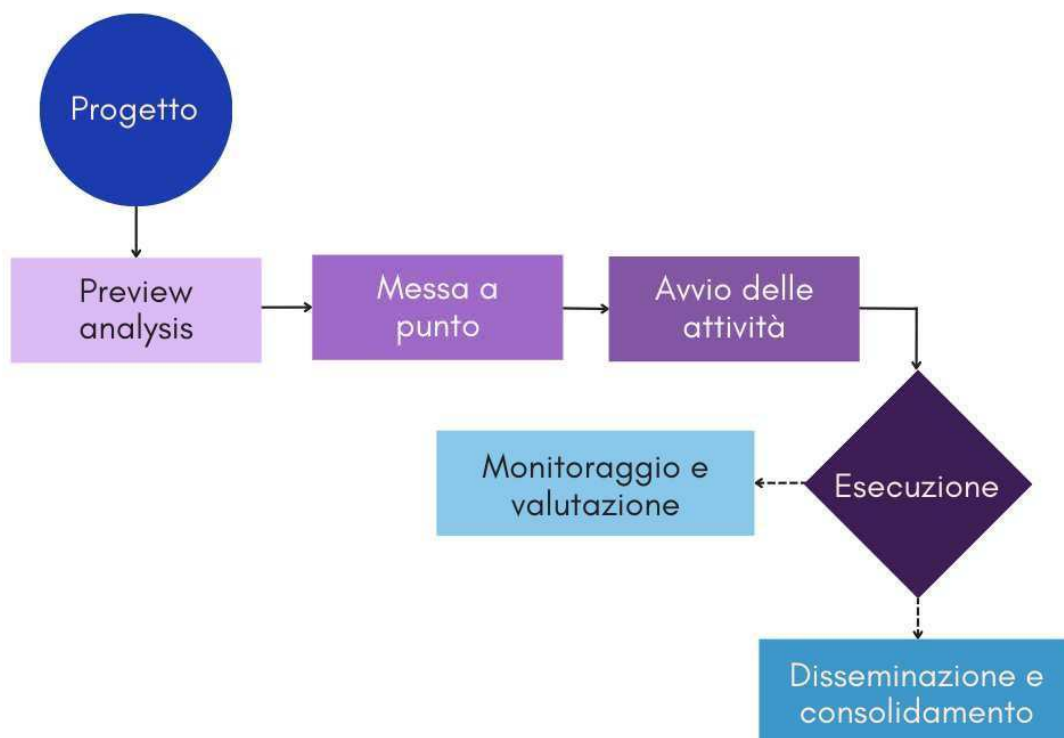 Progetto
Preview
analysis
Messa a
punto
Avvio delle
attività
Monitoraggio e
valutazione
Esecuzione
Disseminazione e
consolidamento